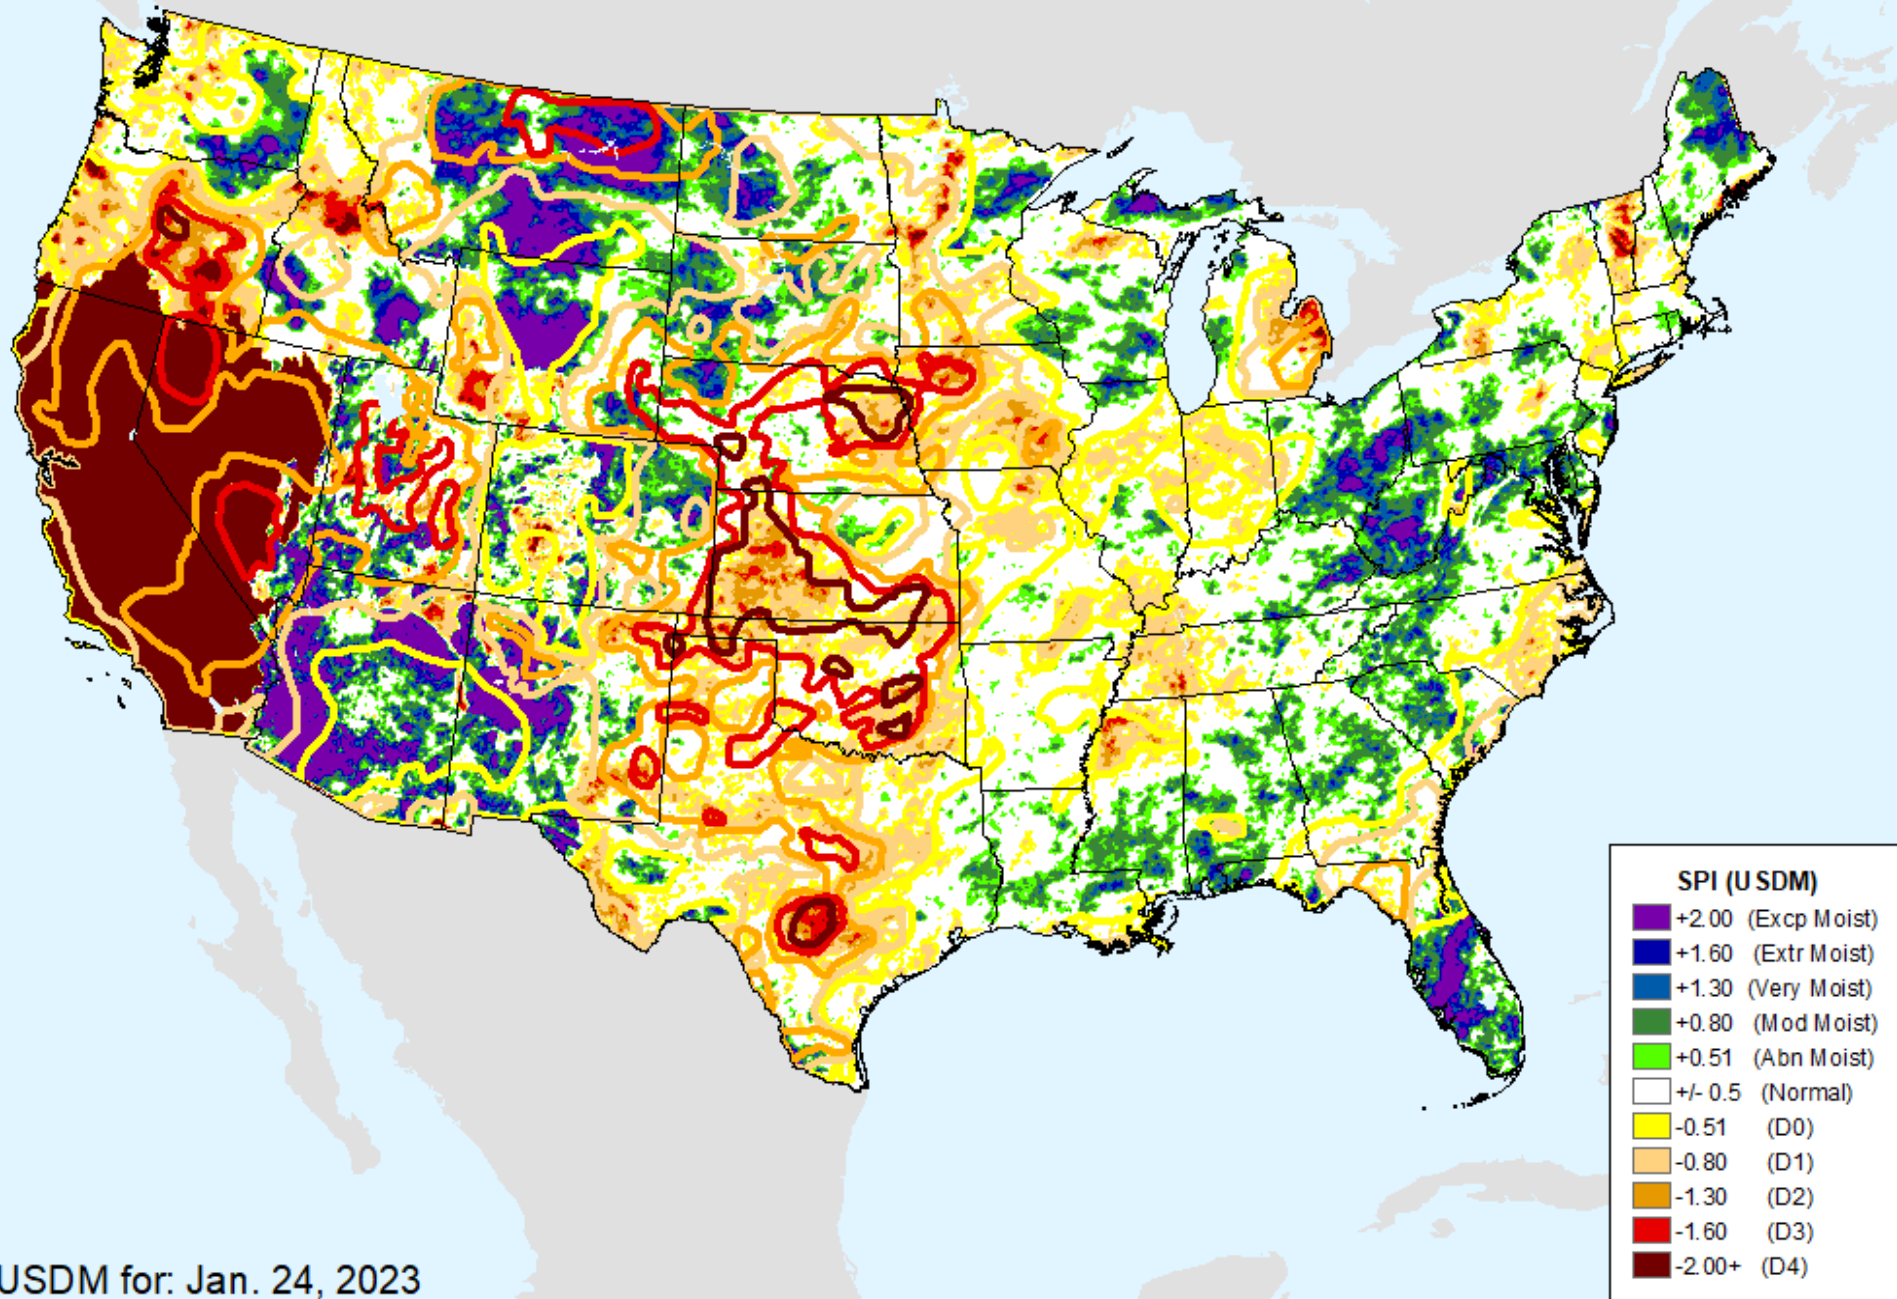 SPI (USDM)
+2.00 (Excp Moist)
+1.60 (Extr Moist)
+1.30 (Very Moist)
+0.80 (Mod Moist)
+0.51 (Abn Moist)
+/- 0.5 (Normal)
-0.51 (D0)
-0.80 (D1)
-1.30 (D2)
-1.60 (D3)
-2.00+ (D4)
USDM for: Jan. 24, 2023